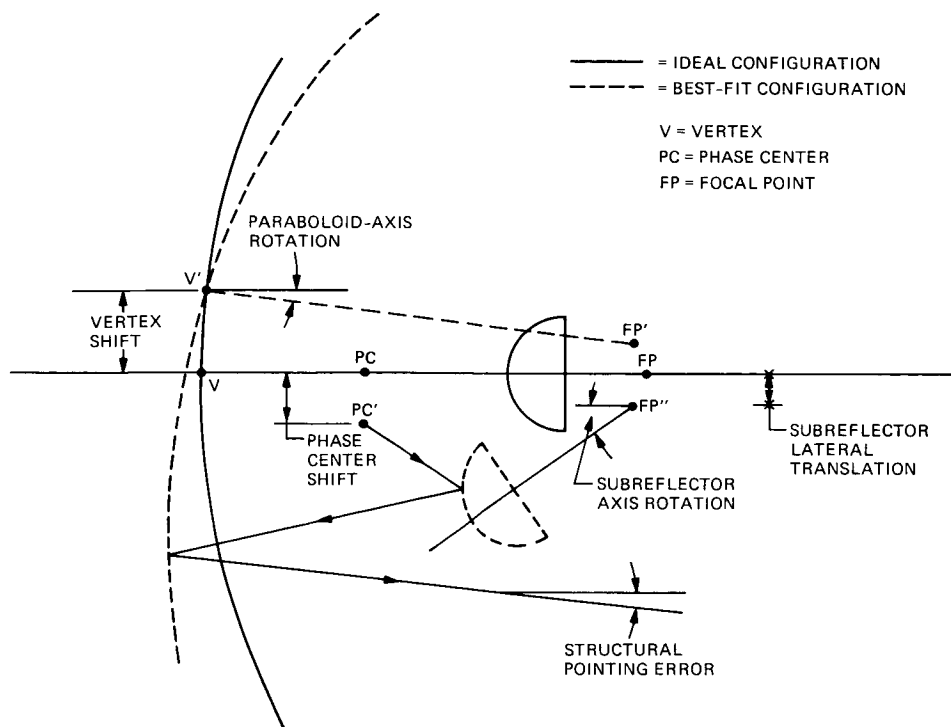 = IDEAL CONFIGURATION
= BEST-FIT CONFIGURATION
V = VERTEX
PC = PHASE CENTER
FP = FOCAL POINT
PARABOLOID-AXIS
ROTATION
V'
VERTEX
SHIFT
FP'
PC
FP
V
PC'
FP''
PHASE
CENTER
SHIFT
SUBREFLECTOR
LATERAL
TRANSLATION
SUBREFLECTOR
AXIS ROTATION
STRUCTURAL
POINTING ERROR